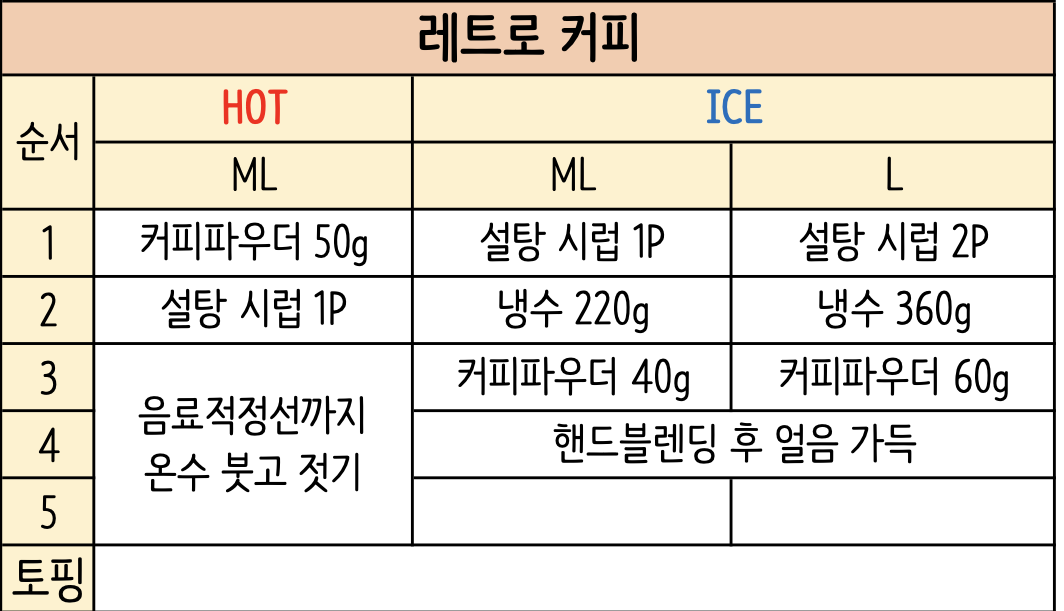 레트로 커피
순서 HOT ICE
ML ML L
1 커피파우더 50g 설탕 시럽 1P 설탕 시럽 2P
2 설탕 시럽 1P 냉수 220g 냉수 360g
3 음료적정선까지 커피파우더 40g 커피파우더 60g
4 온수 붓고 젓기 핸드블렌딩 후 얼음 가득
5
토핑